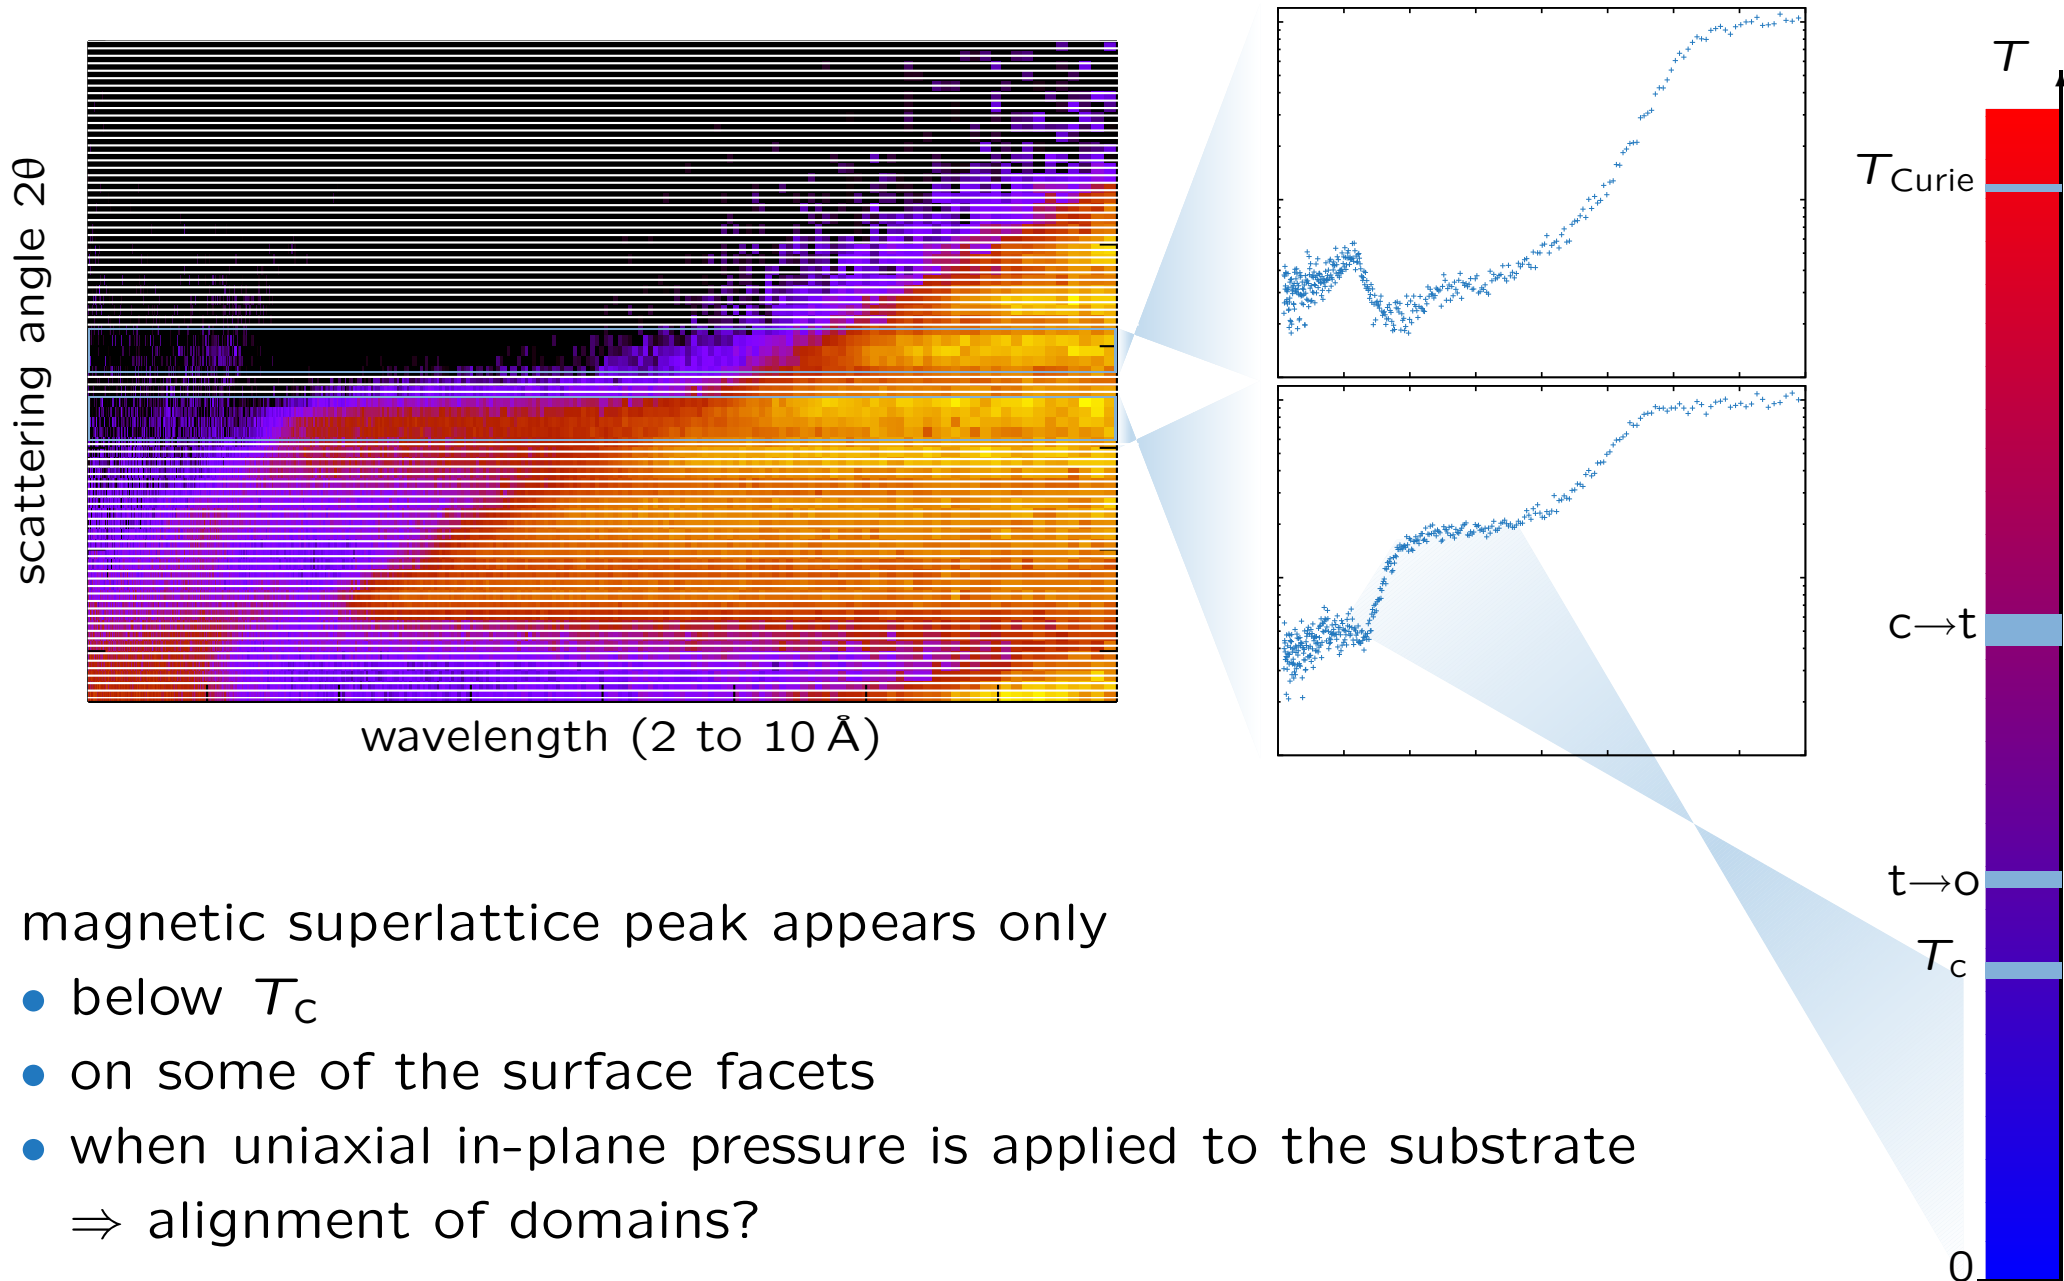 scattering angle 2θ
wavelength (2 to 10 Å)
T
T_Curie
c→t
t→o
T_c
0
magnetic superlattice peak appears only
• below T_c
• on some of the surface facets
• when uniaxial in-plane pressure is applied to the substrate
⇒ alignment of domains?